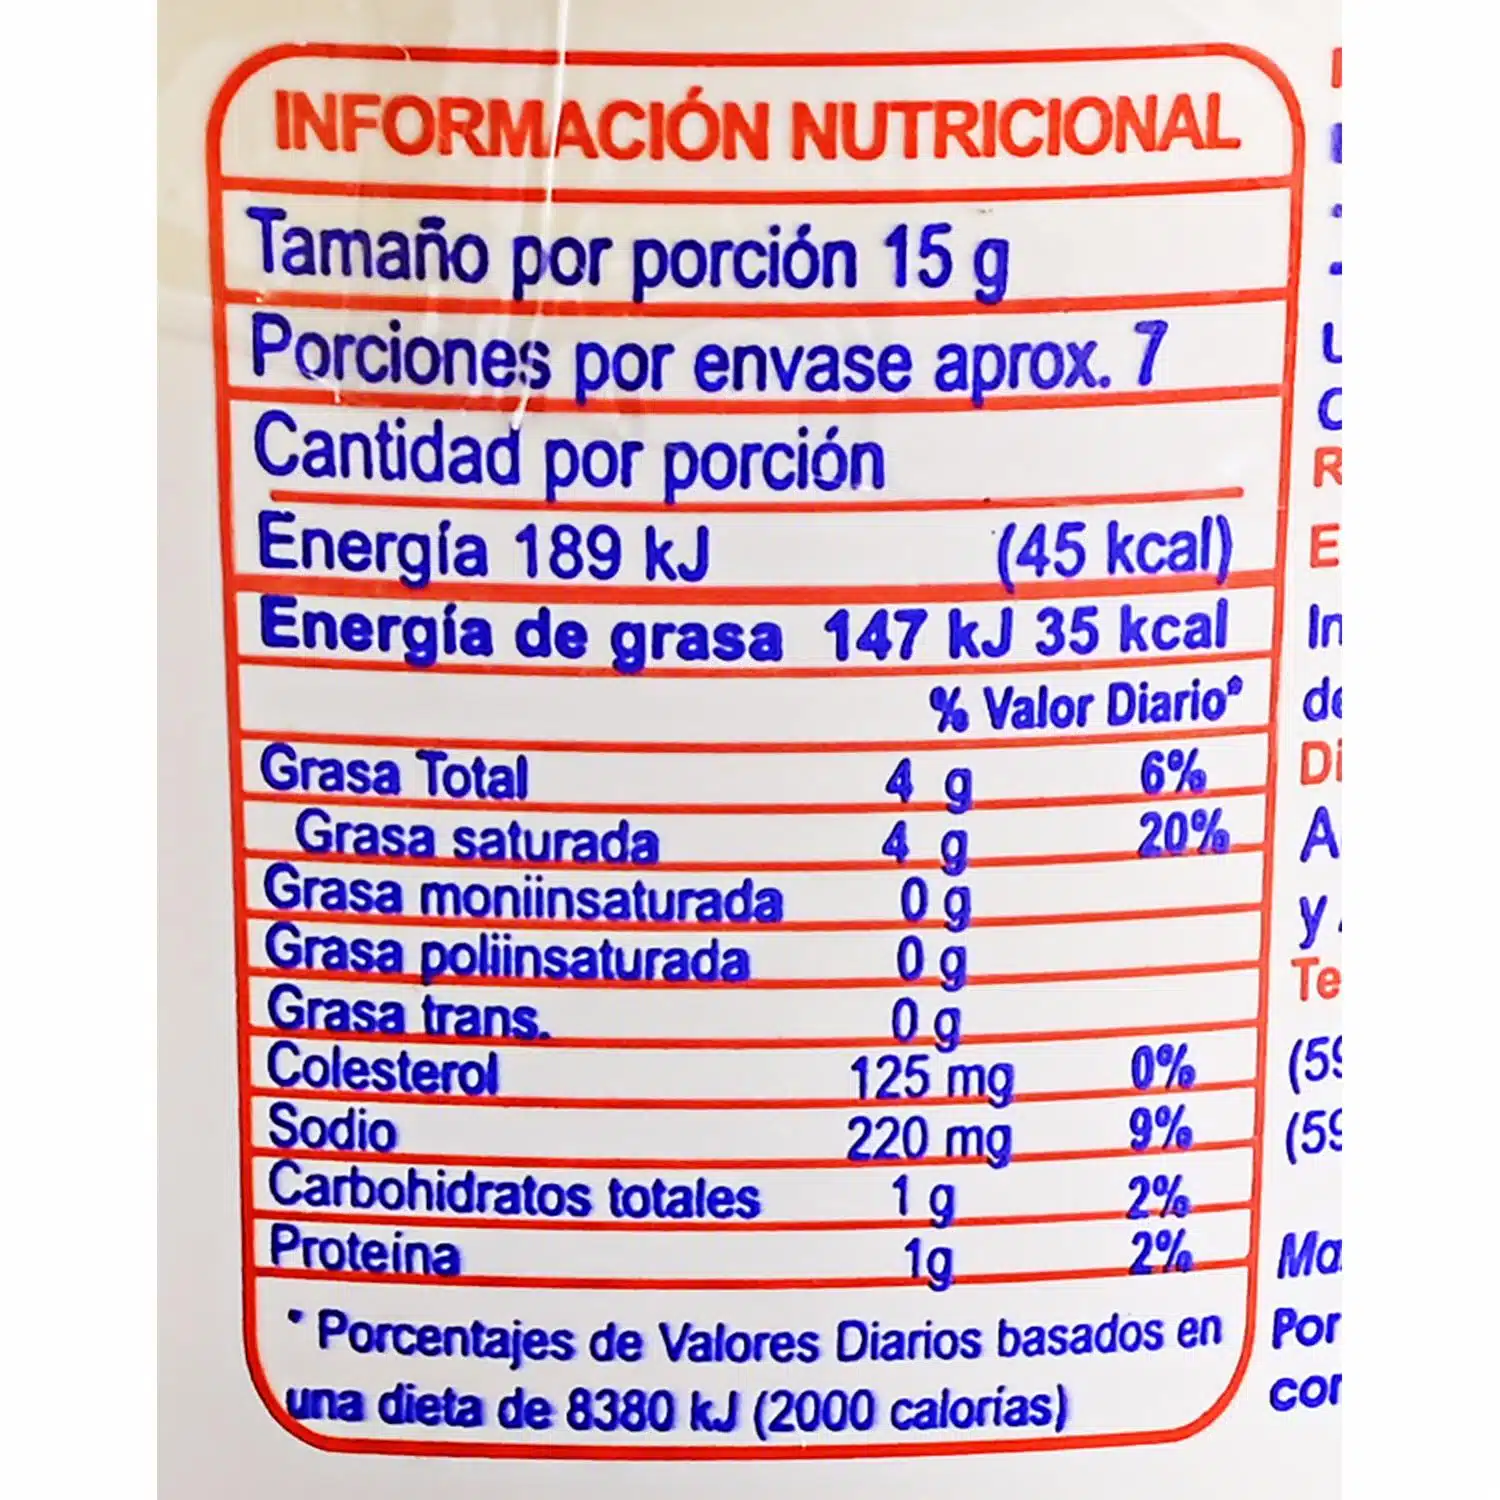 INFORMACIÓN NUTRICIONAL
Tamaño por porción 15 g
Porciones por envase aprox. 7
Cantidad por porción
Energía 189 kJ (45 kcal)
Energía de grasa 147 kJ 35 kcal
% Valor Diario*
Grasa Total 4 g 6%
Grasa saturada 4 g 20%
Grasa moniinsaturada 0 g
Grasa poliinsaturada 0 g
Grasa trans. 0 g
Colesterol 125 mg 0%
Sodio 220 mg 9%
Carbohidratos totales 1 g 2%
Proteina 1g 2%
* Porcentajes de Valores Diarios basados en
una dieta de 8380 kJ (2000 calorías)